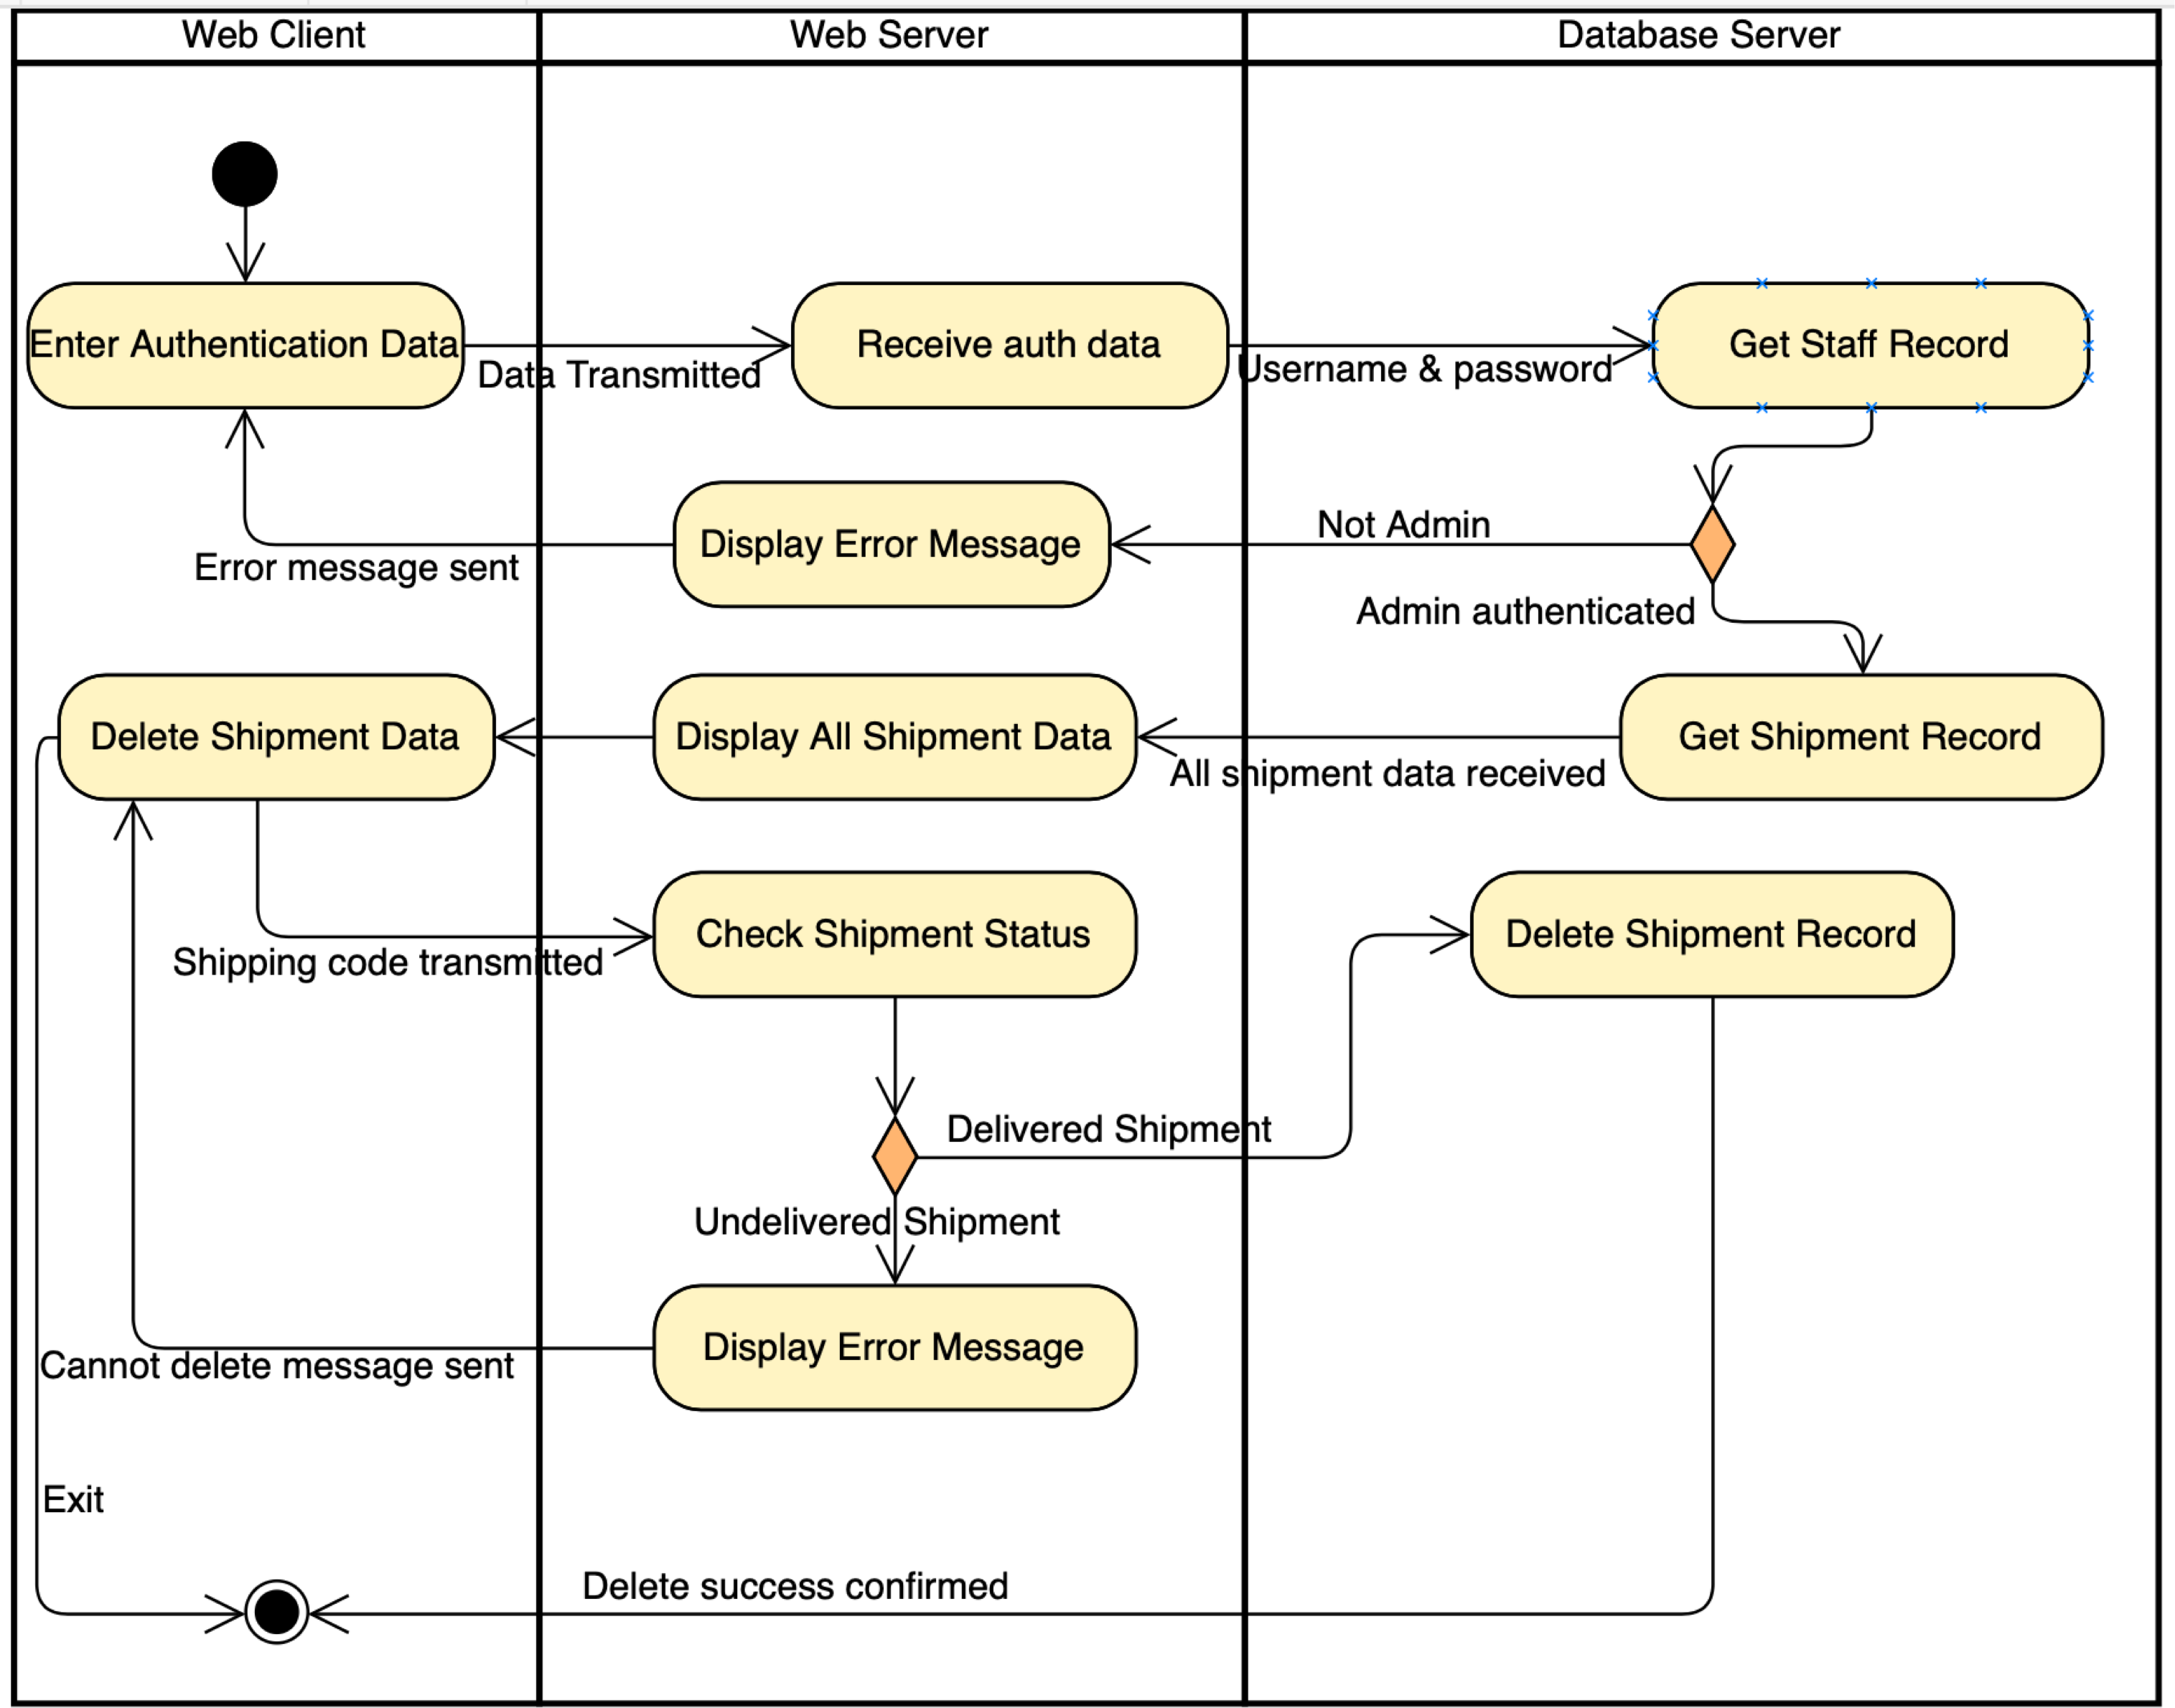 Web Client
Web Server
Database Server
Enter Authentication Data
Data Transmitted
Receive auth data
Username & password
Get Staff Record
Not Admin
Display Error Message
Error message sent
Admin authenticated
Delete Shipment Data
Display All Shipment Data
Get Shipment Record
All shipment data received
Check Shipment Status
Delete Shipment Record
Shipping code transmitted
Delivered Shipment
Undelivered Shipment
Display Error Message
Cannot delete message sent
Exit
Delete success confirmed